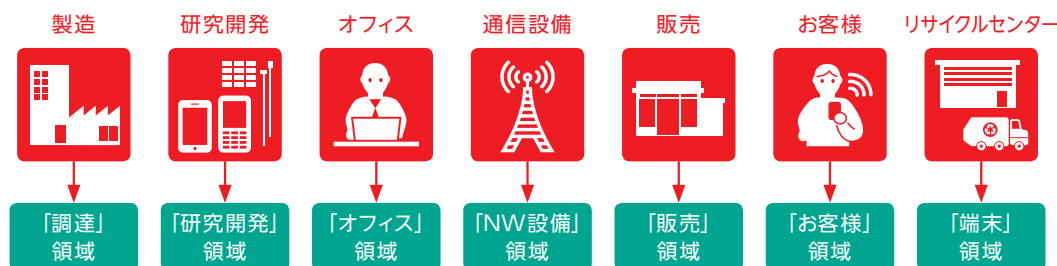 製造
研究開発
オフィス
通信設備
販売
お客様
リサイクルセンター
「調達」
領域
「研究開発」
領域
「オフィス」
領域
「NW設備」
領域
「販売」
領域
「お客様」
領域
「端末」
領域